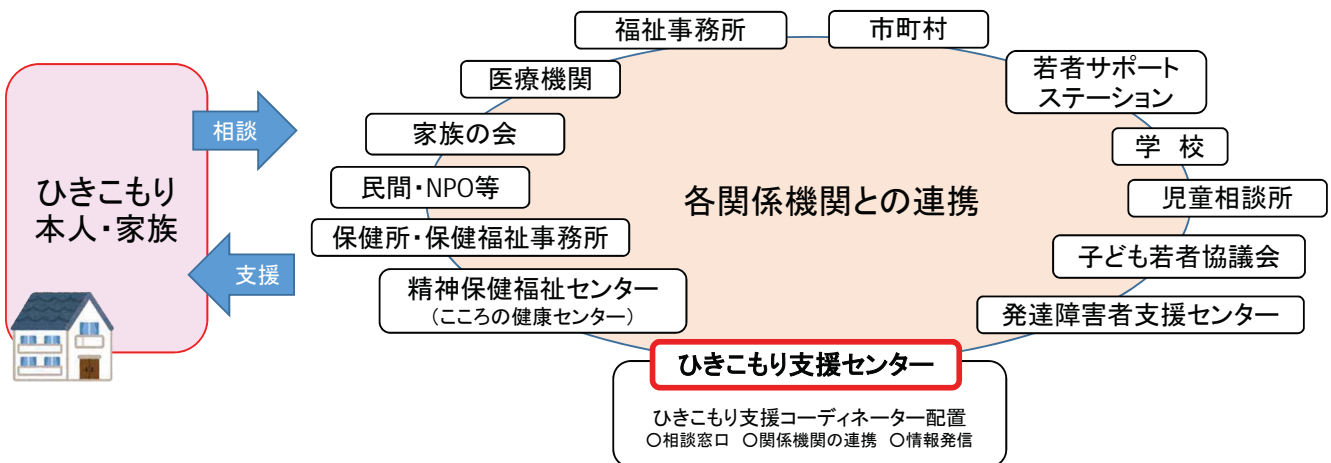 ひきこもり
本人・家族
相談
支援
各関係機関との連携
福祉事務所
市町村
医療機関
若者サポート
ステーション
家族の会
学　校
民間・NPO等
児童相談所
保健所・保健福祉事務所
子ども若者協議会
精神保健福祉センター
（こころの健康センター）
発達障害者支援センター
ひきこもり支援センター
ひきこもり支援コーディネーター配置
○相談窓口　○関係機関の連携　○情報発信